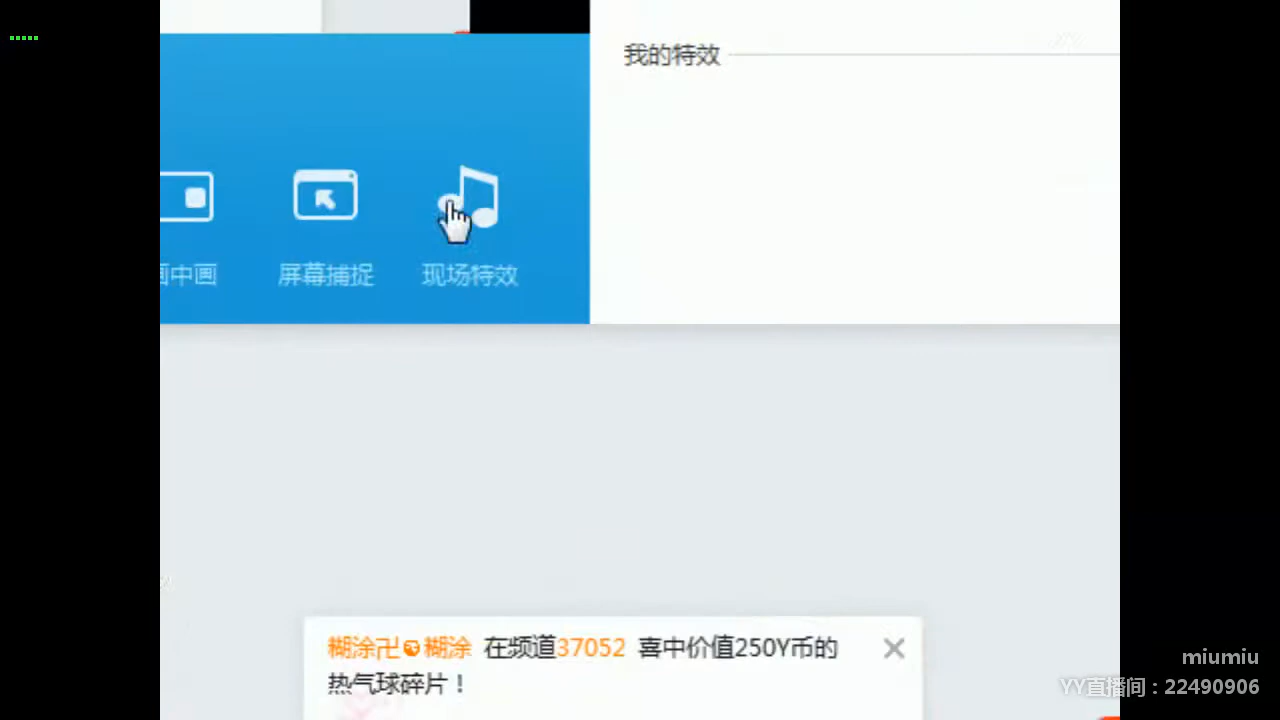 我的特效
画中画
屏幕捕捉
现场特效
糊涂卍糊涂 在频道37052 喜中价值250Y币的
热气球碎片！
miumiu
YY直播间：22490906